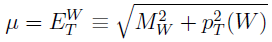 μ = E_T^W ≡ √(M_W^2 + p_T^2(W))